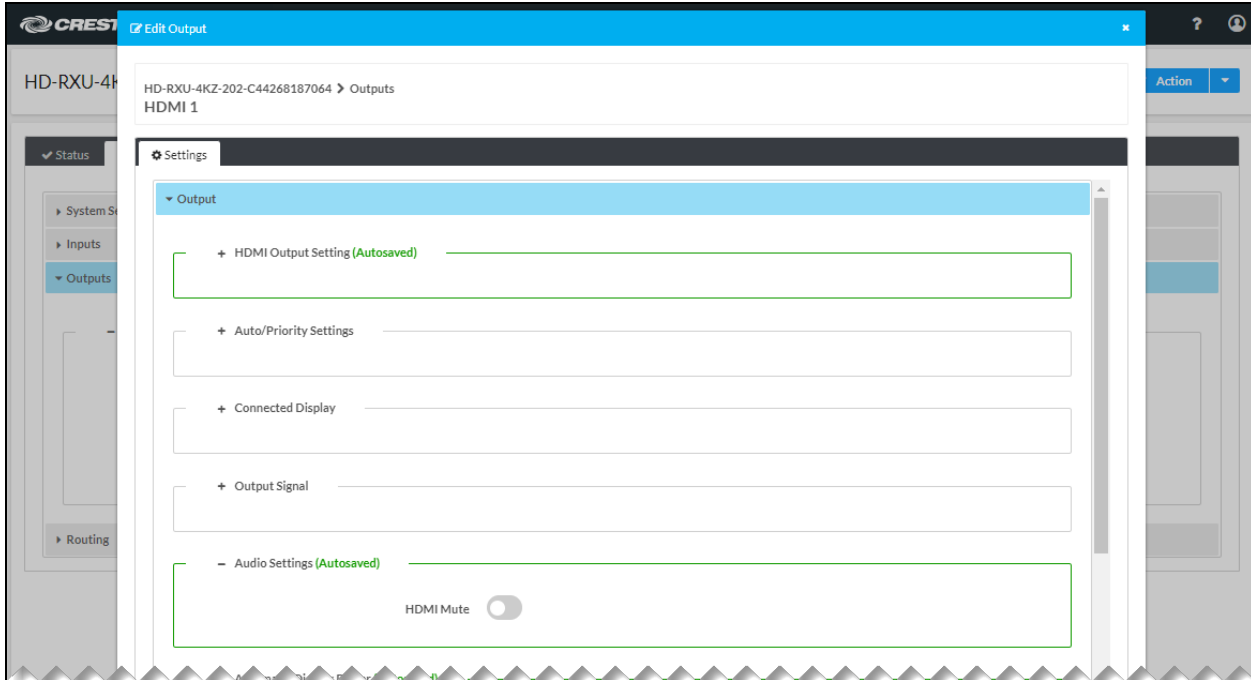 CREST
Edit Output
?
HD-RXU-4K
HD-RXU-4KZ-202-C44268187064 > Outputs
HDMI 1
Action
Status
Settings
Output
System Se
Inputs
Outputs
+ HDMI Output Setting (Autosaved)
+ Auto/Priority Settings
+ Connected Display
+ Output Signal
Routing
– Audio Settings (Autosaved)
HDMI Mute